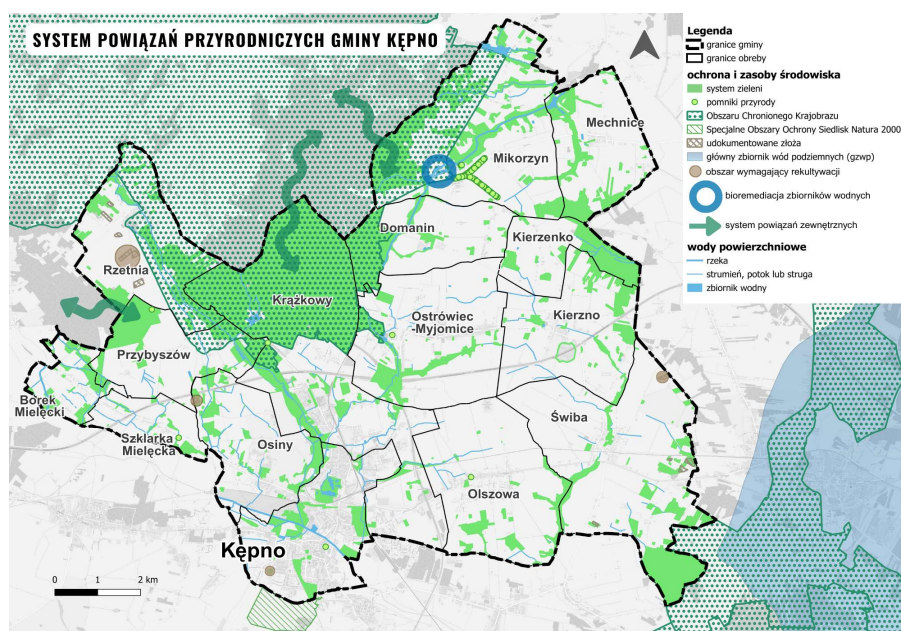 SYSTEM POWIĄZAŃ PRZYRODNICZYCH GMINY KĘPNO
Legenda
granice gminy
granice obreby
ochrona i zasoby środowiska
system zieleni
pomniki przyrody
Obszaru Chronionego Krajobrazu
Specjalne Obszary Ochrony Siedlisk Natura 2000
udokumentowane złoża
główny zbiornik wód podziemnych (gzwp)
obszar wymagający rekultywacji
bioremediacja zbiorników wodnych
system powiązań zewnętrznych
wody powierzchniowe
rzeka
strumień, potok lub struga
zbiornik wodny
Mechnice
Mikorzyn
Domanin
Kierzenko
Rzetnia
Krążkowy
Ostrówiec
-Myjomice
Kierzno
Przybyszów
Borek
Mielęcki
Szklarka
Mielęcka
Osiny
Świba
Olszowa
Kępno
0 1 2 km